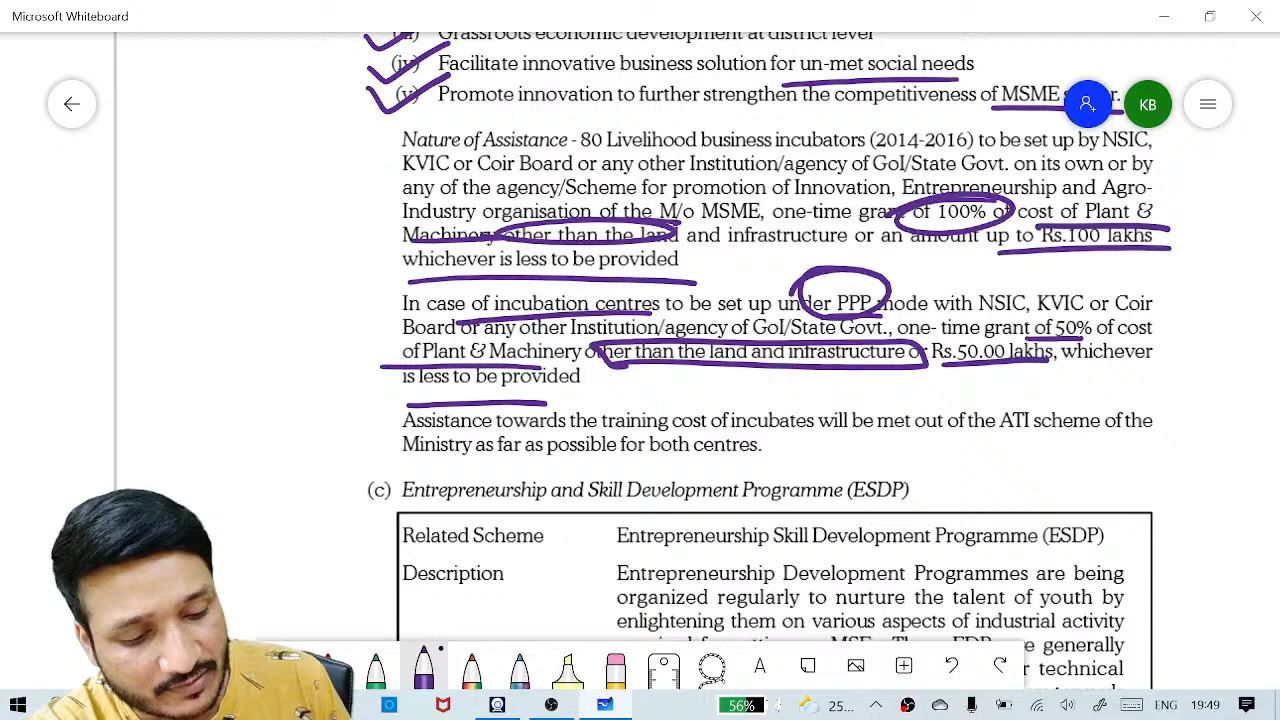 Microsoft Whiteboard
(iii) Grassroots economic development at district level
(iv) Facilitate innovative business solution for un-met social needs
(v) Promote innovation to further strengthen the competitiveness of MSME
KB
Nature of Assistance - 80 Livelihood business incubators (2014-2016) to be set up by NSIC,
KVIC or Coir Board or any other Institution/agency of GoI/State Govt. on its own or by
any of the agency/Scheme for promotion of Innovation, Entrepreneurship and Agro-
Industry organisation of the M/o MSME, one-time grant of 100% of cost of Plant &
Machinery other than the land and infrastructure or an amount up to Rs.100 lakhs
whichever is less to be provided
In case of incubation centres to be set up under PPP mode with NSIC, KVIC or Coir
Board or any other Institution/agency of GoI/State Govt., one- time grant of 50% of cost
of Plant & Machinery other than the land and infrastructure or Rs.50.00 lakhs, whichever
is less to be provided
Assistance towards the training cost of incubates will be met out of the ATI scheme of the
Ministry as far as possible for both centres.
(c) Entrepreneurship and Skill Development Programme (ESDP)
Related Scheme Entrepreneurship Skill Development Programme (ESDP)
Description Entrepreneurship Development Programmes are being
organized regularly to nurture the talent of youth by
enlightening them on various aspects of industrial activity
generally
technical
56% 25... ENG 19:49